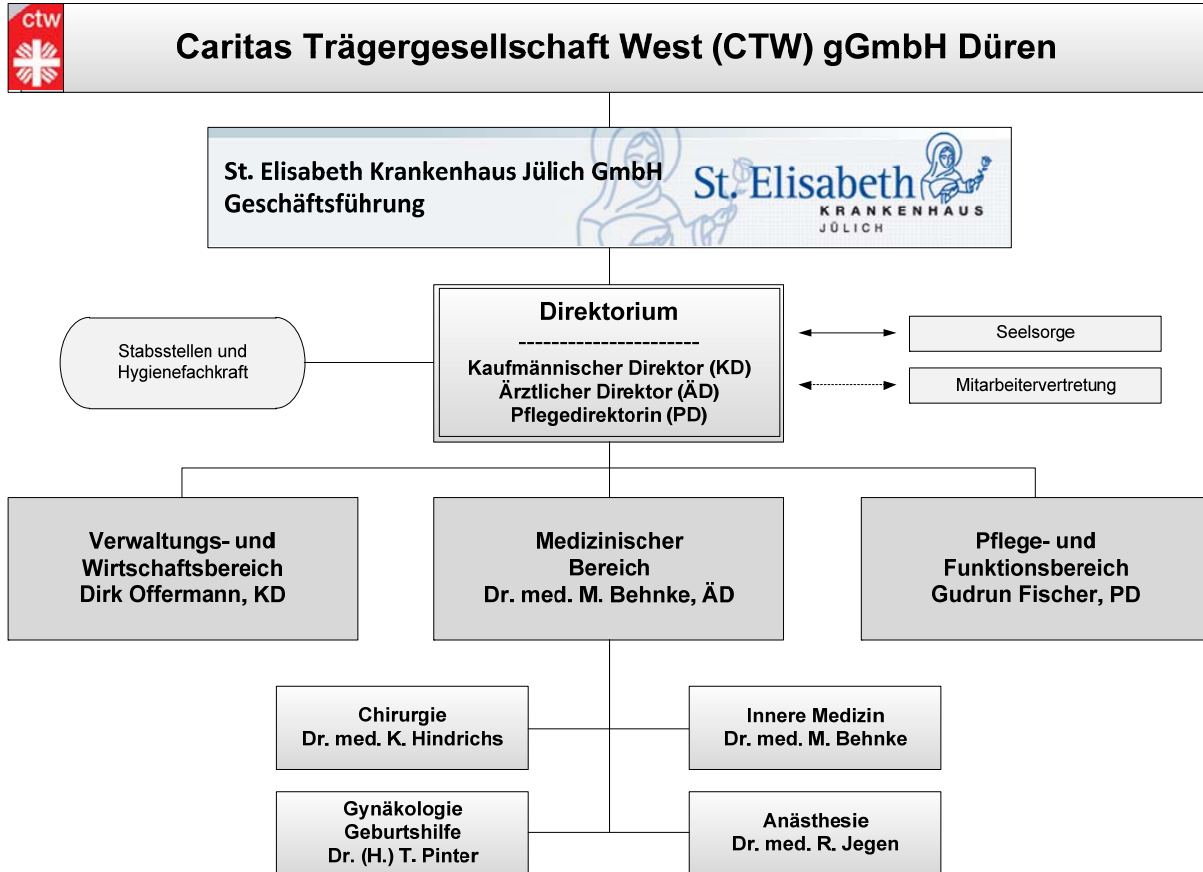 ctw
Caritas Trägergesellschaft West (CTW) gGmbH Düren
St. Elisabeth Krankenhaus Jülich GmbH
Geschäftsführung
St. Elisabeth
KRANKENHAUS
JÜLICH
Direktorium
----------------------
Kaufmännischer Direktor (KD)
Ärztlicher Direktor (ÄD)
Pflegedirektorin (PD)
Stabsstellen und
Hygienefachkraft
Seelsorge
Mitarbeitervertretung
Verwaltungs- und
Wirtschaftsbereich
Dirk Offermann, KD
Medizinischer
Bereich
Dr. med. M. Behnke, ÄD
Pflege- und
Funktionsbereich
Gudrun Fischer, PD
Chirurgie
Dr. med. K. Hindrichs
Innere Medizin
Dr. med. M. Behnke
Gynäkologie
Geburtshilfe
Dr. (H.) T. Pinter
Anästhesie
Dr. med. R. Jegen